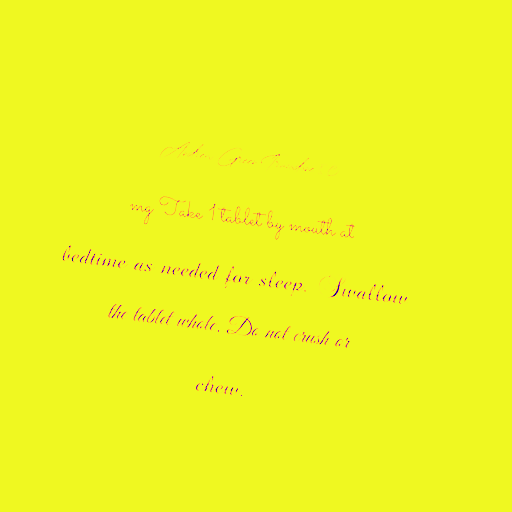 mg Take 1 tablet by mouth at
bedtime as needed for sleep. Swallow
the tablet whole. Do not crush or
chew.